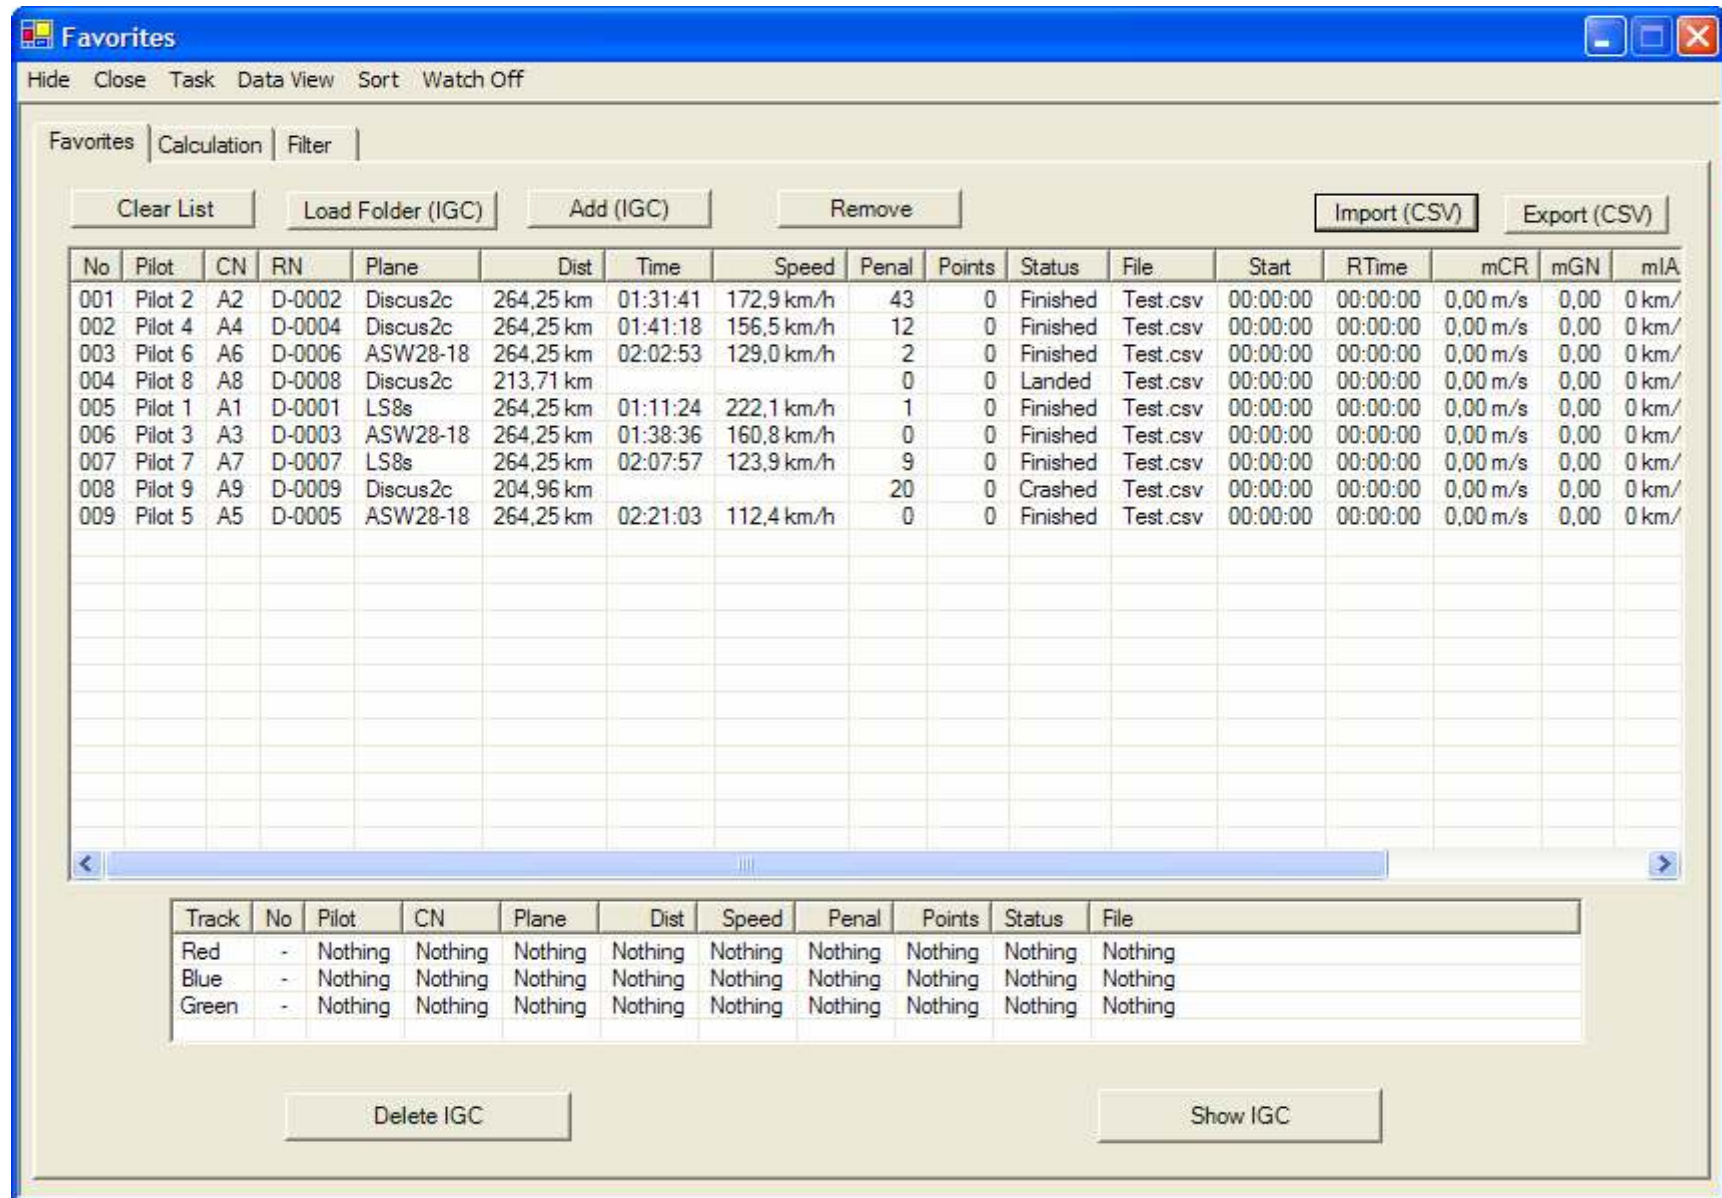 Favorites
Hide Close Task Data View Sort Watch Off
Favorites Calculation Filter
Clear List Load Folder (IGC) Add (IGC) Remove Import (CSV) Export (CSV)
No Pilot CN RN Plane Dist Time Speed Penal Points Status File Start RTime mCR mGN mIA
001 Pilot 2 A2 D-0002 Discus2c 264,25 km 01:31:41 172,9 km/h 43 0 Finished Test.csv 00:00:00 00:00:00 0,00 m/s 0,00 0 km/
002 Pilot 4 A4 D-0004 Discus2c 264,25 km 01:41:18 156,5 km/h 12 0 Finished Test.csv 00:00:00 00:00:00 0,00 m/s 0,00 0 km/
003 Pilot 6 A6 D-0006 ASW28-18 264,25 km 02:02:53 129,0 km/h 2 0 Finished Test.csv 00:00:00 00:00:00 0,00 m/s 0,00 0 km/
004 Pilot 8 A8 D-0008 Discus2c 213,71 km 0 0 Landed Test.csv 00:00:00 00:00:00 0,00 m/s 0,00 0 km/
005 Pilot 1 A1 D-0001 LS8s 264,25 km 01:11:24 222,1 km/h 1 0 Finished Test.csv 00:00:00 00:00:00 0,00 m/s 0,00 0 km/
006 Pilot 3 A3 D-0003 ASW28-18 264,25 km 01:38:36 160,8 km/h 0 0 Finished Test.csv 00:00:00 00:00:00 0,00 m/s 0,00 0 km/
007 Pilot 7 A7 D-0007 LS8s 264,25 km 02:07:57 123,9 km/h 9 0 Finished Test.csv 00:00:00 00:00:00 0,00 m/s 0,00 0 km/
008 Pilot 9 A9 D-0009 Discus2c 204,96 km 20 0 Crashed Test.csv 00:00:00 00:00:00 0,00 m/s 0,00 0 km/
009 Pilot 5 A5 D-0005 ASW28-18 264,25 km 02:21:03 112,4 km/h 0 0 Finished Test.csv 00:00:00 00:00:00 0,00 m/s 0,00 0 km/
Track No Pilot CN Plane Dist Speed Penal Points Status File
Red - Nothing Nothing Nothing Nothing Nothing Nothing Nothing Nothing Nothing
Blue - Nothing Nothing Nothing Nothing Nothing Nothing Nothing Nothing Nothing
Green - Nothing Nothing Nothing Nothing Nothing Nothing Nothing Nothing Nothing
Delete IGC Show IGC